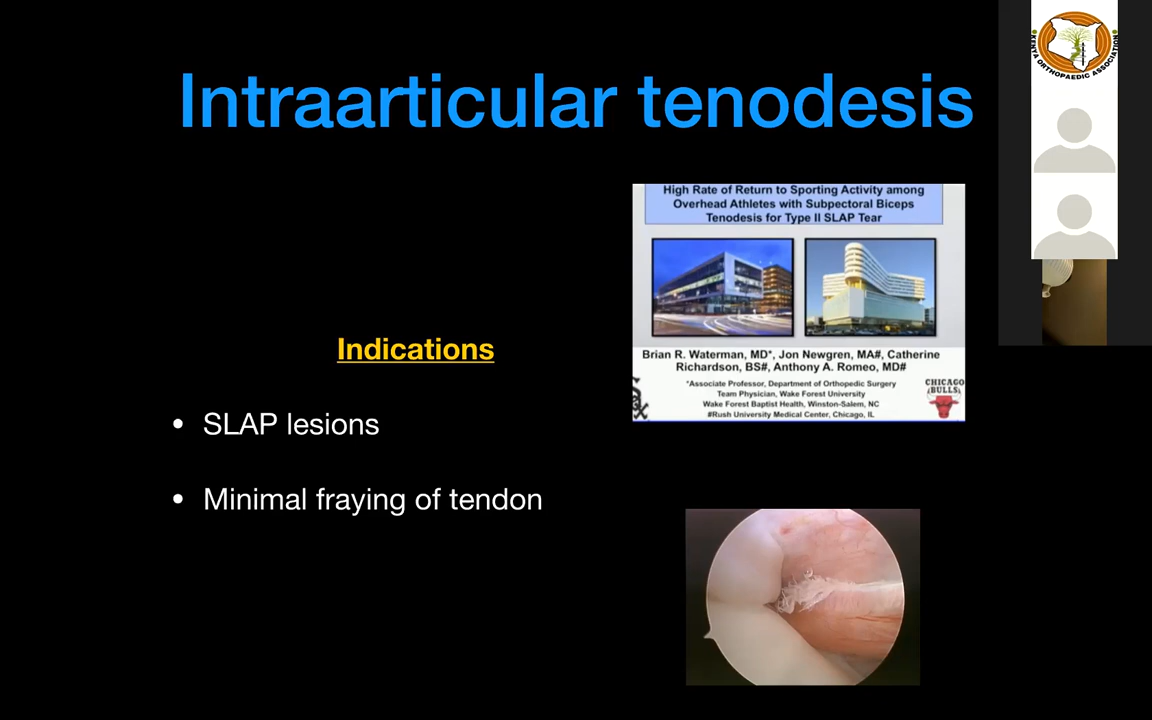 Intraarticular tenodesis
KENYA ORTHOPAEDIC ASSOCIATION
High Rate of Return to Sporting Activity among
Overhead Athletes with Subpectoral Biceps
Tenodesis for Type II SLAP Tear
Indications
• SLAP lesions
• Minimal fraying of tendon
Brian R. Waterman, MD*, Jon Newgren, MA#, Catherine
Richardson, BS#, Anthony A. Romeo, MD#
*Associate Professor, Department of Orthopedic Surgery
Team Physician, Wake Forest University
Wake Forest Baptist Health, Winston-Salem, NC
#Rush University Medical Center, Chicago, IL
CHICAGO
BULLS